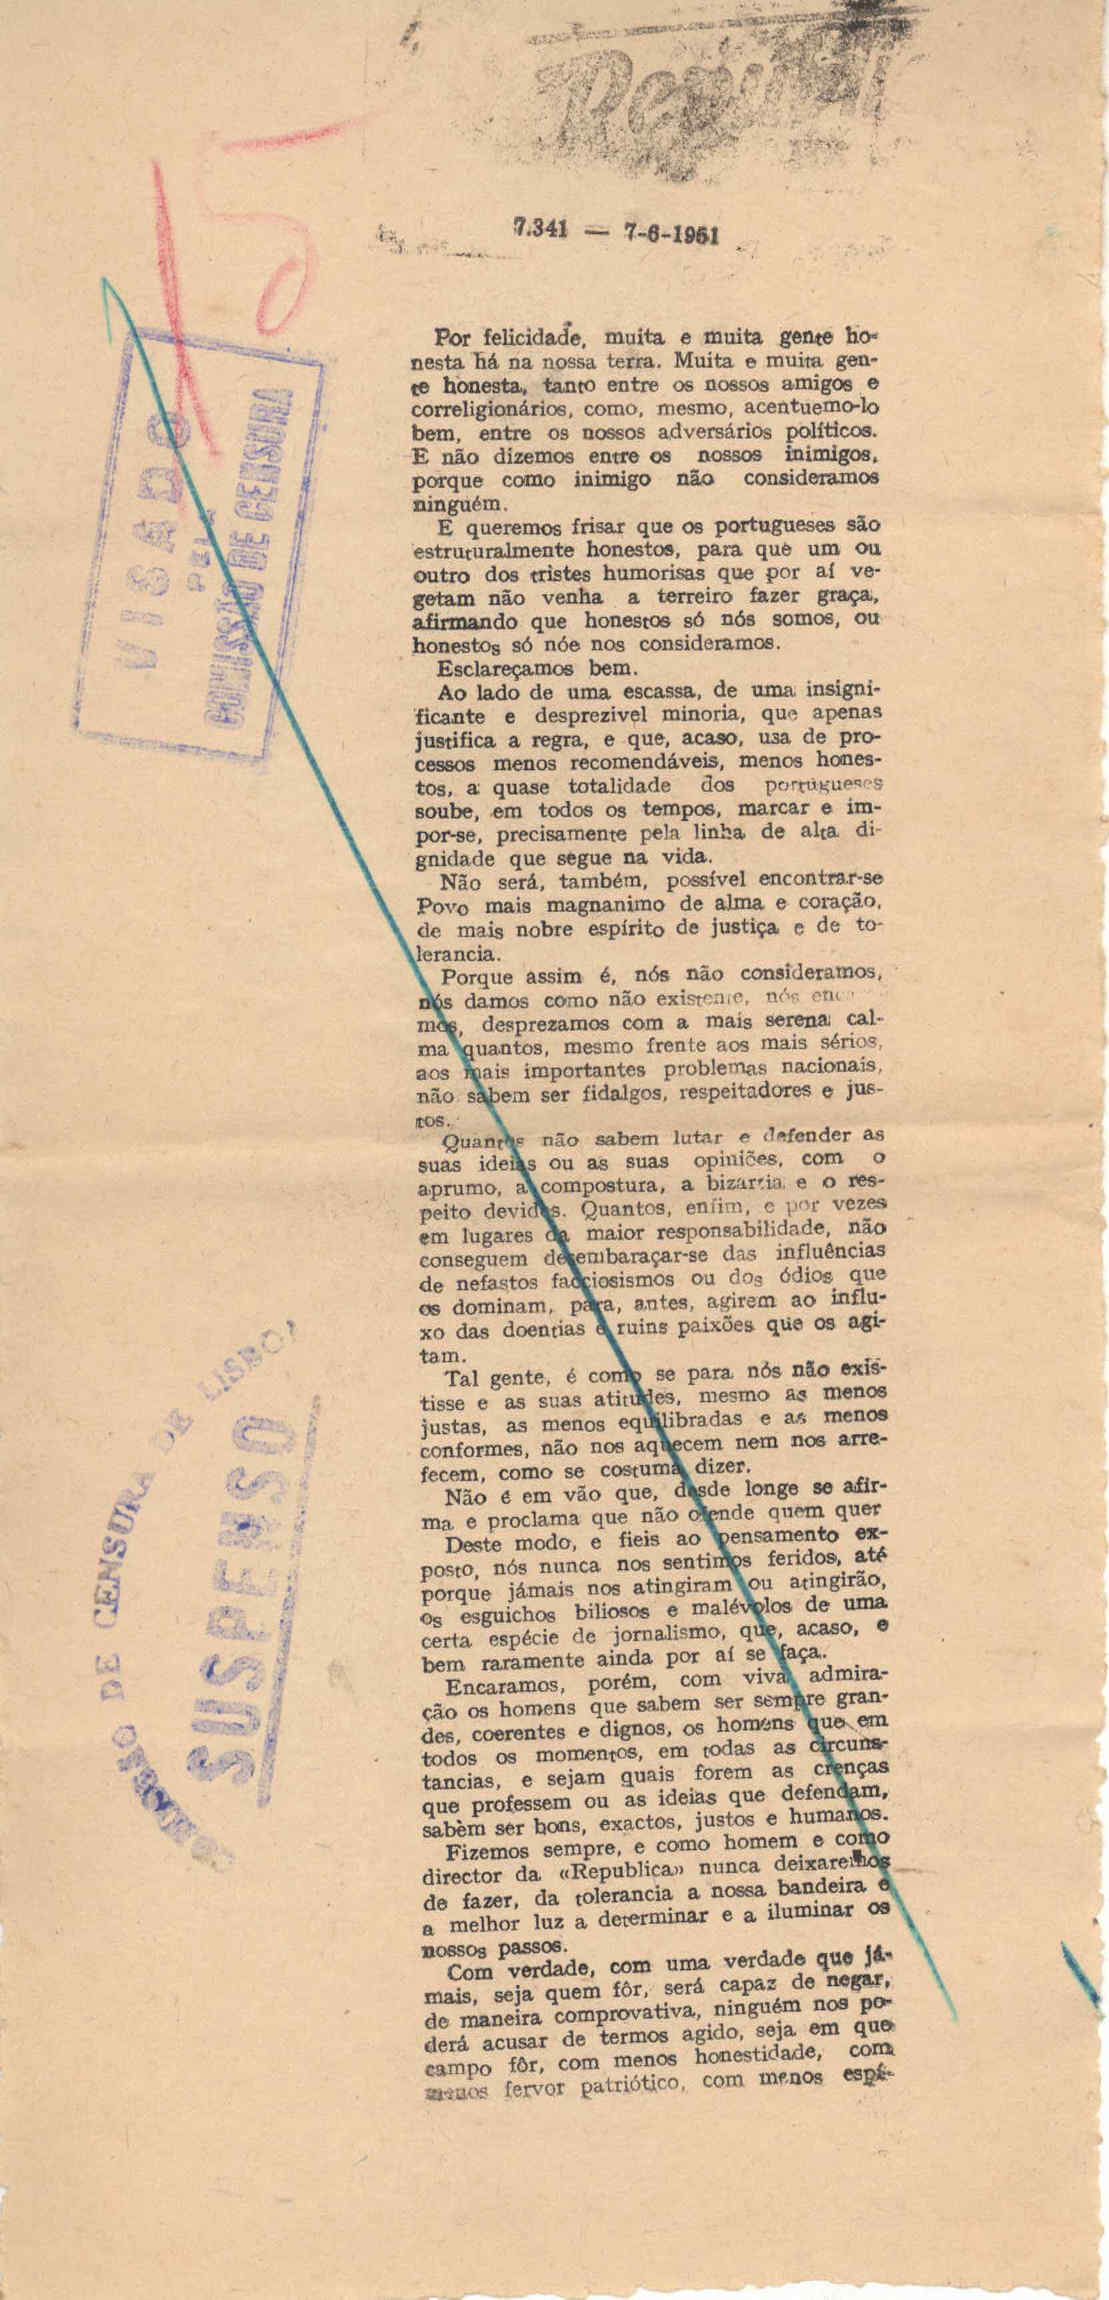 7.341 — 7-6-1951
Por felicidade, muita e muita gente ho-
nesta há na nossa terra. Muita e muita gen-
te honesta, tanto entre os nossos amigos e
correligionários, como, mesmo, acentuemo-lo
bem, entre os nossos adversários políticos.
E não dizemos entre os nossos inimigos,
porque como inimigo não consideramos
ninguém.
E queremos frisar que os portugueses são
estruturalmente honestos, para que um ou
outro dos tristes humorisas que por aí ve-
getam não venha a terreiro fazer graça,
afirmando que honestos só nós somos, ou
honestos só nóe nos consideramos.
Esclareçamos bem.
Ao lado de uma escassa, de uma insigni-
ficante e desprezivel minoria, que apenas
justifica a regra, e que, acaso, usa de pro-
cessos menos recomendáveis, menos hones-
tos, a quase totalidade dos portugueses
soube, em todos os tempos, marcar e im-
por-se, precisamente pela linha de alta di-
gnidade que segue na vida.
Não será, também, possível encontrar-se
Povo mais magnanimo de alma e coração,
de mais nobre espírito de justiça e de to-
lerancia.
Porque assim é, nós não consideramos,
nós damos como não existente, nós
mos, desprezamos com a mais serena cal-
ma quantos, mesmo frente aos mais sérios,
aos mais importantes problemas nacionais,
não sabem ser fidalgos, respeitadores e jus-
tos.
Quantos não sabem lutar e defender as
suas ideias ou as suas opiniões, com o
aprumo, a compostura, a bizarria e o res-
peito devidos. Quantos, enfim, e por vezes
em lugares da maior responsabilidade, não
conseguem desembaraçar-se das influências
de nefastos facciosismos ou dos ódios que
os dominam, para, antes, agirem ao influ-
xo das doentias e ruins paixões que os agi-
tam.
Tal gente, é como se para nós não exis-
tisse e as suas atitudes, mesmo as menos
justas, as menos equilibradas e as menos
conformes, não nos aquecem nem nos arre-
fecem, como se costuma dizer.
Não é em vão que, desde longe se afir-
ma e proclama que não ofende quem quer
Deste modo, e fieis ao pensamento ex-
posto, nós nunca nos sentimos feridos, até
porque jámais nos atingiram ou atingirão,
os esguichos biliosos e malévolos de uma
certa espécie de jornalismo, que, acaso, e
bem raramente ainda por aí se faça.
Encaramos, porém, com viva admira-
ção os homens que sabem ser sempre gran-
des, coerentes e dignos, os homens que em
todos os momentos, em todas as circuns-
tancias, e sejam quais forem as crenças
que professem ou as ideias que defendam,
sabèm ser bons, exactos, justos e humanos.
Fizemos sempre, e como homem e como
director da «Republica» nunca deixaremos
de fazer, da tolerancia a nossa bandeira e
a melhor luz a determinar e a iluminar os
nossos passos.
Com verdade, com uma verdade que já-
mais, seja quem fôr, será capaz de negar,
de maneira comprovativa, ninguém nos po-
derá acusar de termos agido, seja em que
campo fôr, com menos honestidade, com
menos fervor patriótico, com menos espí-
VISADO
PELA
COMISSÃO DE CENSURA
COMISSÃO DE CENSURA DE LISBOA
SUSPENSO